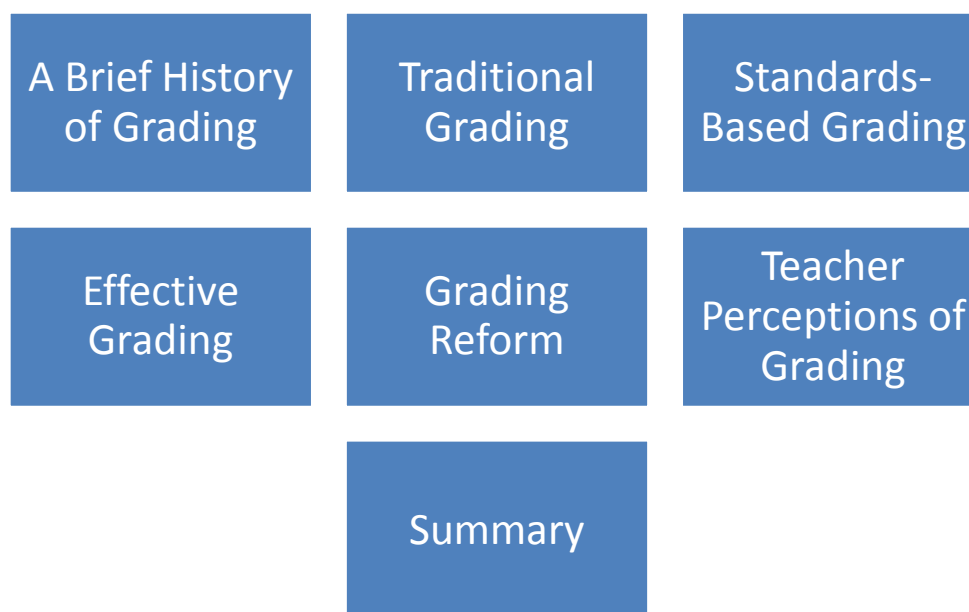 A Brief History
of Grading
Traditional
Grading
Standards-
Based Grading
Effective
Grading
Grading
Reform
Teacher
Perceptions of
Grading
Summary